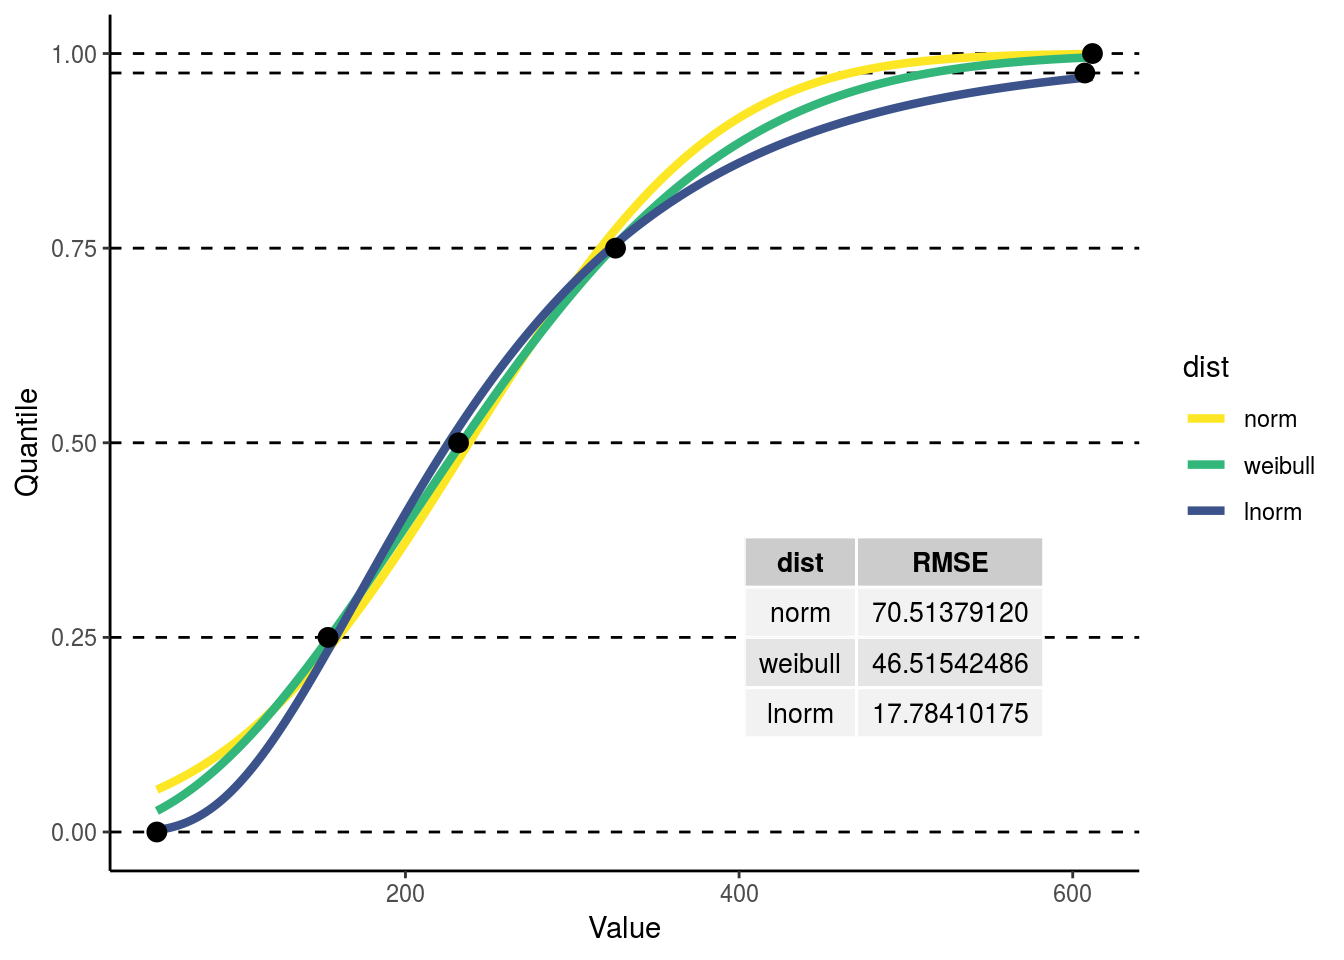 1.00
0.75
0.50
0.25
0.00
Quantile
200
400
600
Value
dist
norm
weibull
lnorm
dist RMSE
norm 70.51379120
weibull 46.51542486
lnorm 17.78410175